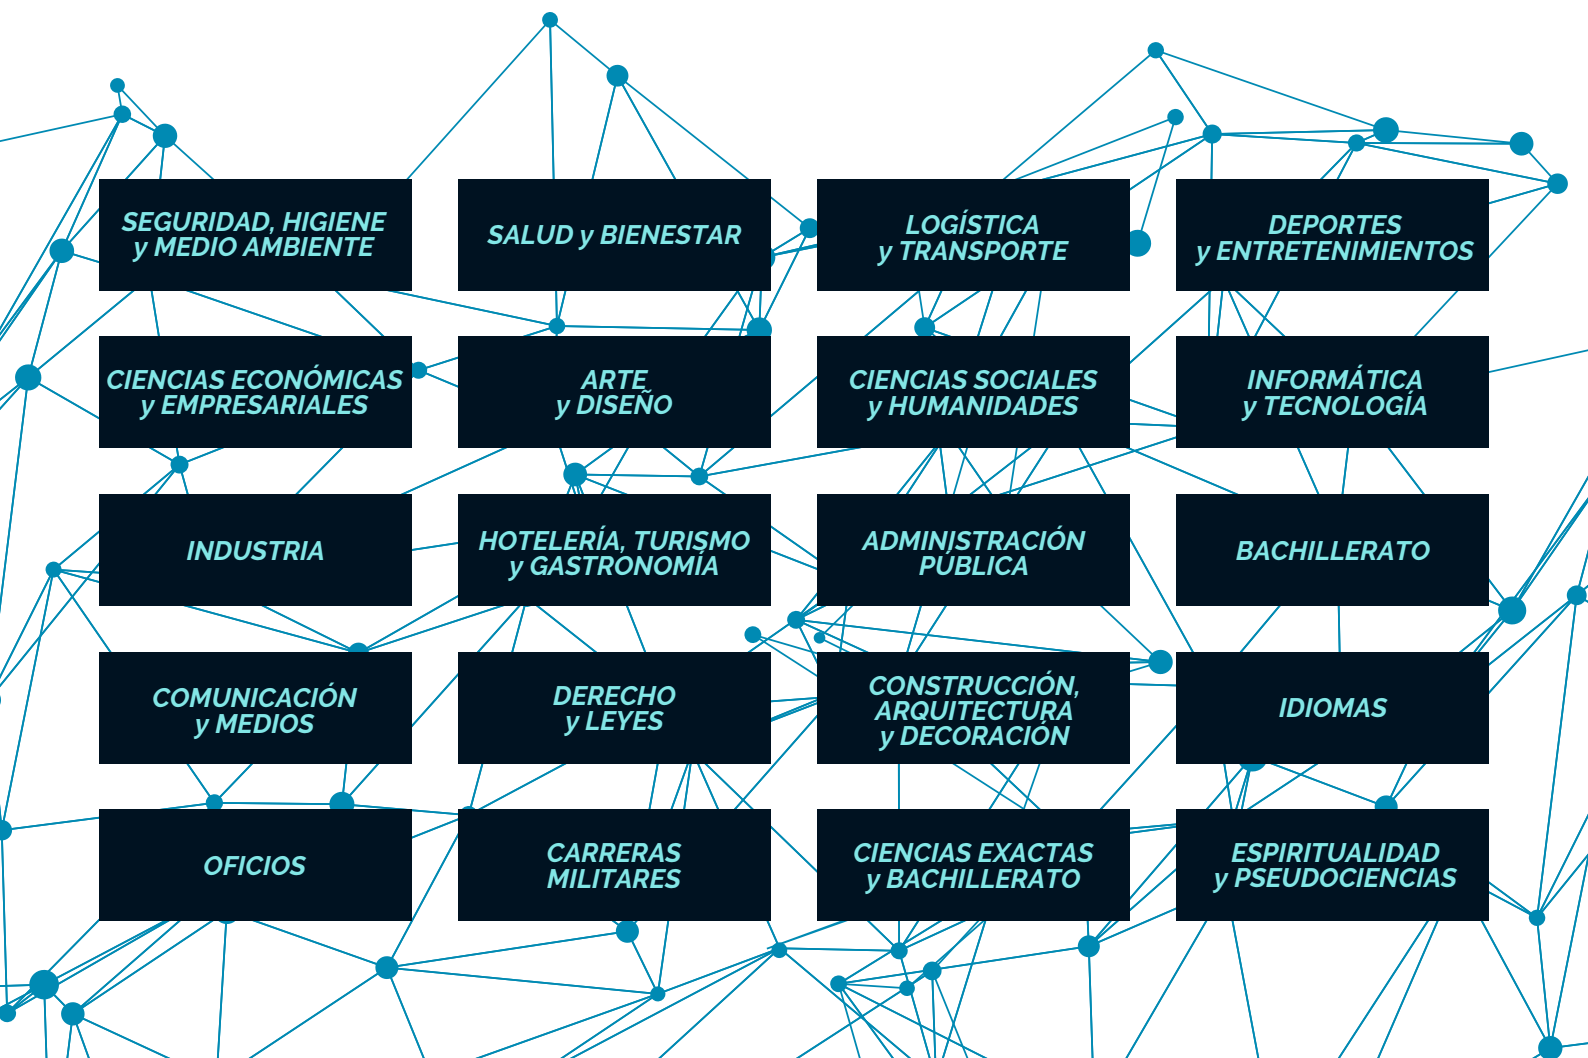 SEGURIDAD, HIGIENE
y MEDIO AMBIENTE
SALUD y BIENESTAR
LOGÍSTICA
y TRANSPORTE
DEPORTES
y ENTRETENIMIENTOS
CIENCIAS ECONÓMICAS
y EMPRESARIALES
ARTE
y DISEÑO
CIENCIAS SOCIALES
y HUMANIDADES
INFORMÁTICA
y TECNOLOGÍA
INDUSTRIA
HOTELERÍA, TURISMO
y GASTRONOMÍA
ADMINISTRACIÓN
PÚBLICA
BACHILLERATO
COMUNICACIÓN
y MEDIOS
DERECHO
y LEYES
CONSTRUCCIÓN,
ARQUITECTURA
y DECORACIÓN
IDIOMAS
OFICIOS
CARRERAS
MILITARES
CIENCIAS EXACTAS
y BACHILLERATO
ESPIRITUALIDAD
y PSEUDOCIENCIAS